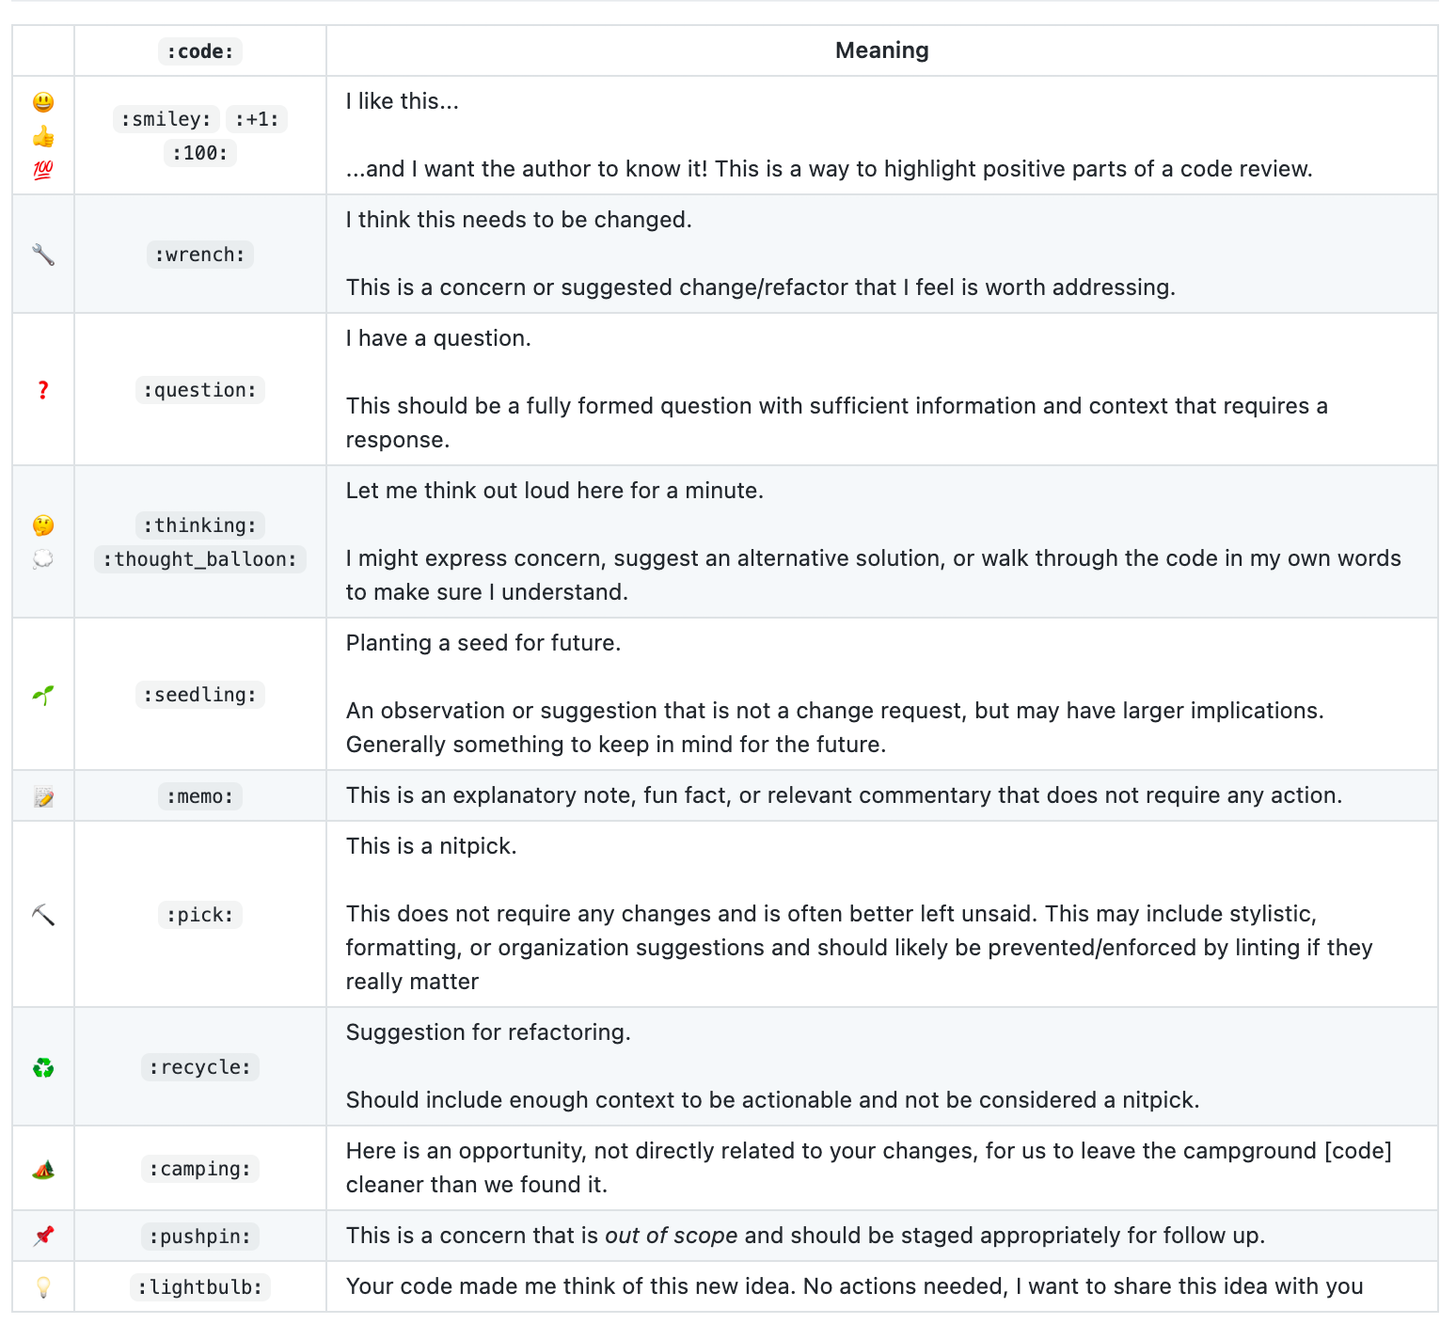 :code: Meaning
😃 :smiley: :+1: I like this...
👍
💯 :100: ...and I want the author to know it! This is a way to highlight positive parts of a code review.
I think this needs to be changed.
🔧 :wrench:
This is a concern or suggested change/refactor that I feel is worth addressing.
I have a question.
❓ :question:
This should be a fully formed question with sufficient information and context that requires a
response.
Let me think out loud here for a minute.
🤔 :thinking:
💭 :thought_balloon:
I might express concern, suggest an alternative solution, or walk through the code in my own words
to make sure I understand.
Planting a seed for future.
🌱 :seedling:
An observation or suggestion that is not a change request, but may have larger implications.
Generally something to keep in mind for the future.
📝 :memo: This is an explanatory note, fun fact, or relevant commentary that does not require any action.
This is a nitpick.
⛏ :pick:
This does not require any changes and is often better left unsaid. This may include stylistic,
formatting, or organization suggestions and should likely be prevented/enforced by linting if they
really matter
Suggestion for refactoring.
♻️ :recycle:
Should include enough context to be actionable and not be considered a nitpick.
🏕 :camping:
Here is an opportunity, not directly related to your changes, for us to leave the campground [code]
cleaner than we found it.
📌 :pushpin: This is a concern that is out of scope and should be staged appropriately for follow up.
💡 :lightbulb: Your code made me think of this new idea. No actions needed, I want to share this idea with you